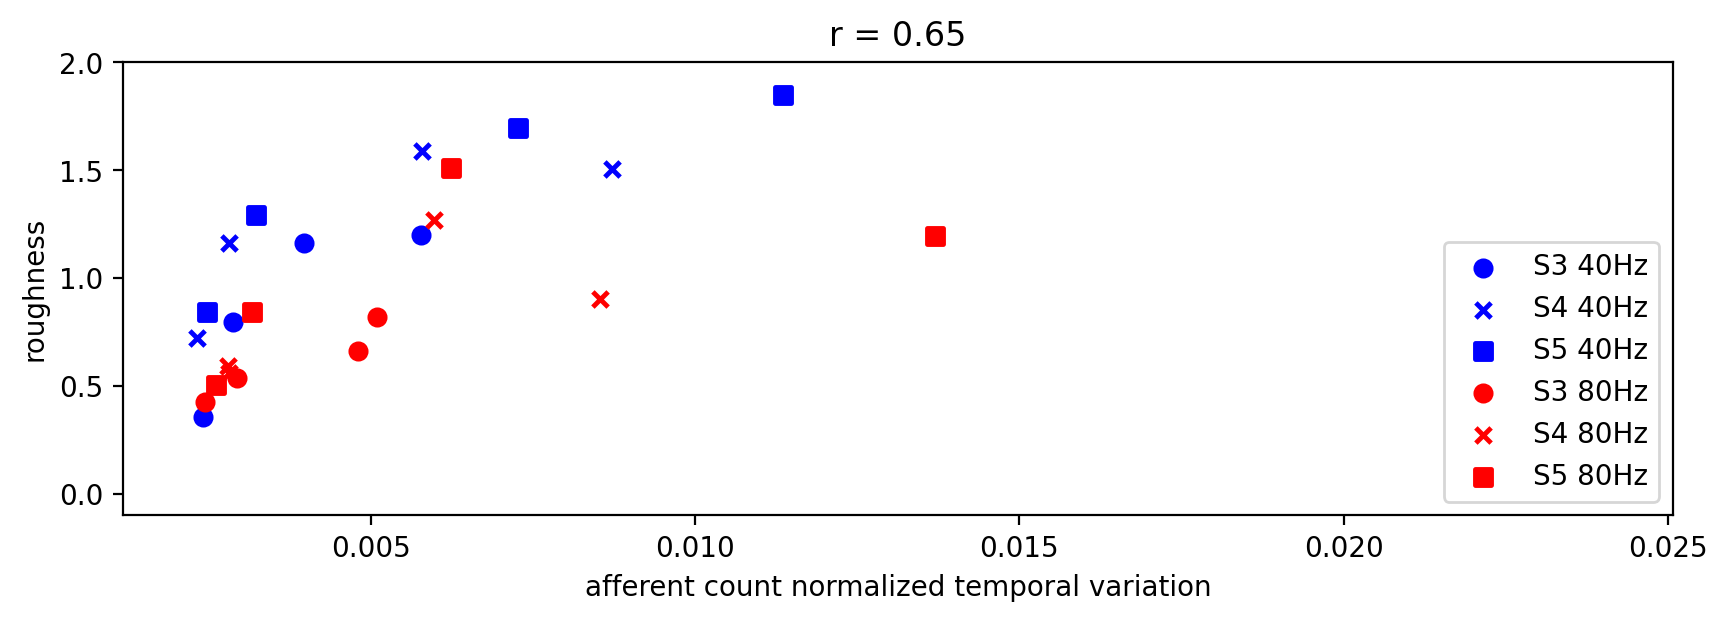 r = 0.65
2.0
1.5
1.0
0.5
0.0
roughness
S3 40Hz
S4 40Hz
S5 40Hz
S3 80Hz
S4 80Hz
S5 80Hz
0.005 0.010 0.015 0.020 0.025
afferent count normalized temporal variation